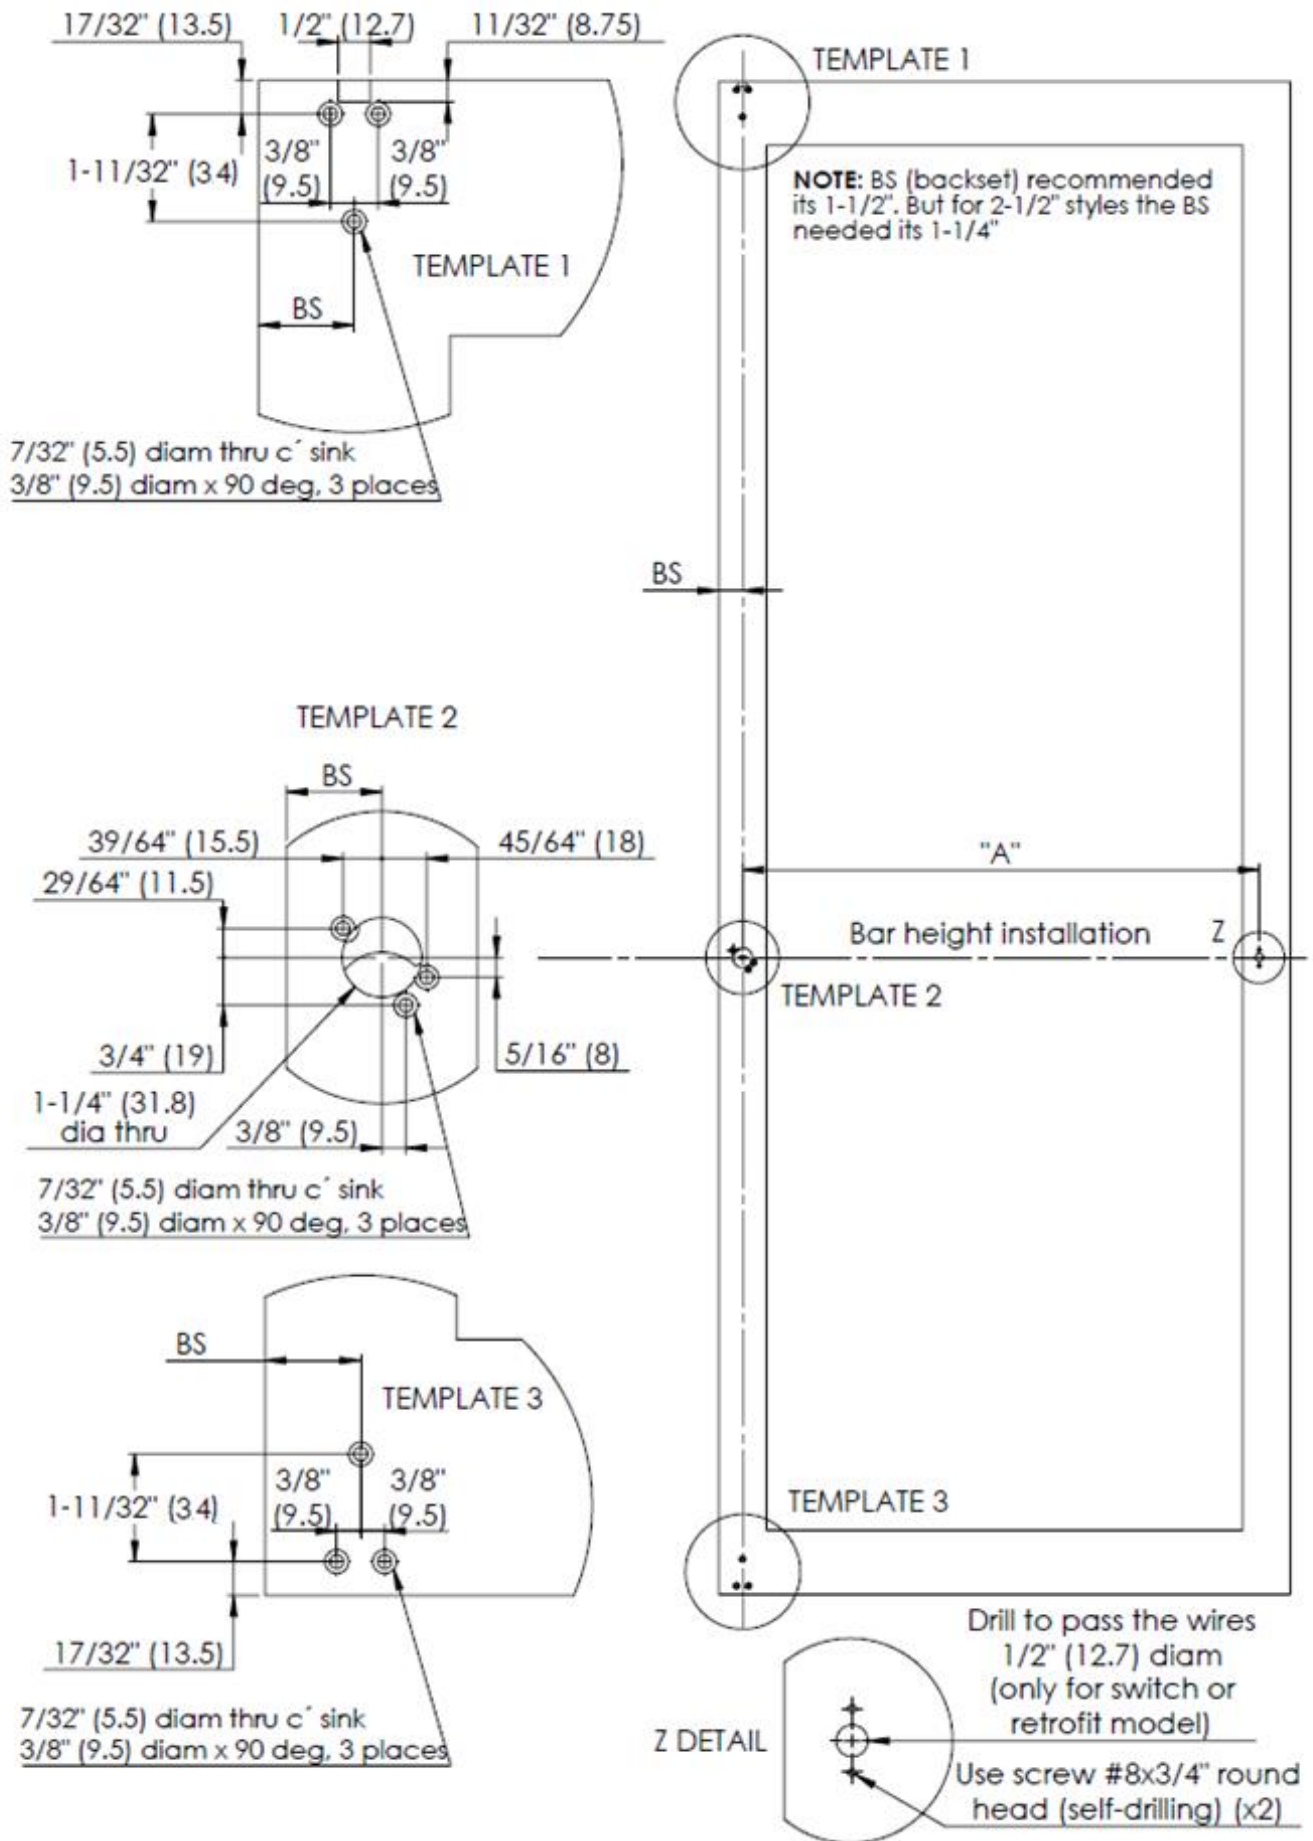 17/32" (13.5)
1/2" (12.7)
11/32" (8.75)
1-11/32" (34)
3/8"
(9.5)
3/8"
(9.5)
TEMPLATE 1
BS
7/32" (5.5) diam thru c´ sink
3/8" (9.5) diam x 90 deg, 3 places
TEMPLATE 1
NOTE: BS (backset) recommended
its 1-1/2". But for 2-1/2" styles the BS
needed its 1-1/4"
BS
TEMPLATE 2
BS
39/64" (15.5)
45/64" (18)
29/64" (11.5)
3/4" (19)
5/16" (8)
1-1/4" (31.8)
dia thru
3/8" (9.5)
7/32" (5.5) diam thru c´ sink
3/8" (9.5) diam x 90 deg, 3 places
"A"
Bar height installation
Z
TEMPLATE 2
BS
TEMPLATE 3
1-11/32" (34)
3/8"
(9.5)
3/8"
(9.5)
17/32" (13.5)
7/32" (5.5) diam thru c´ sink
3/8" (9.5) diam x 90 deg, 3 places
TEMPLATE 3
Z DETAIL
Drill to pass the wires
1/2" (12.7) diam
(only for switch or
retrofit model)
Use screw #8x3/4" round
head (self-drilling) (x2)